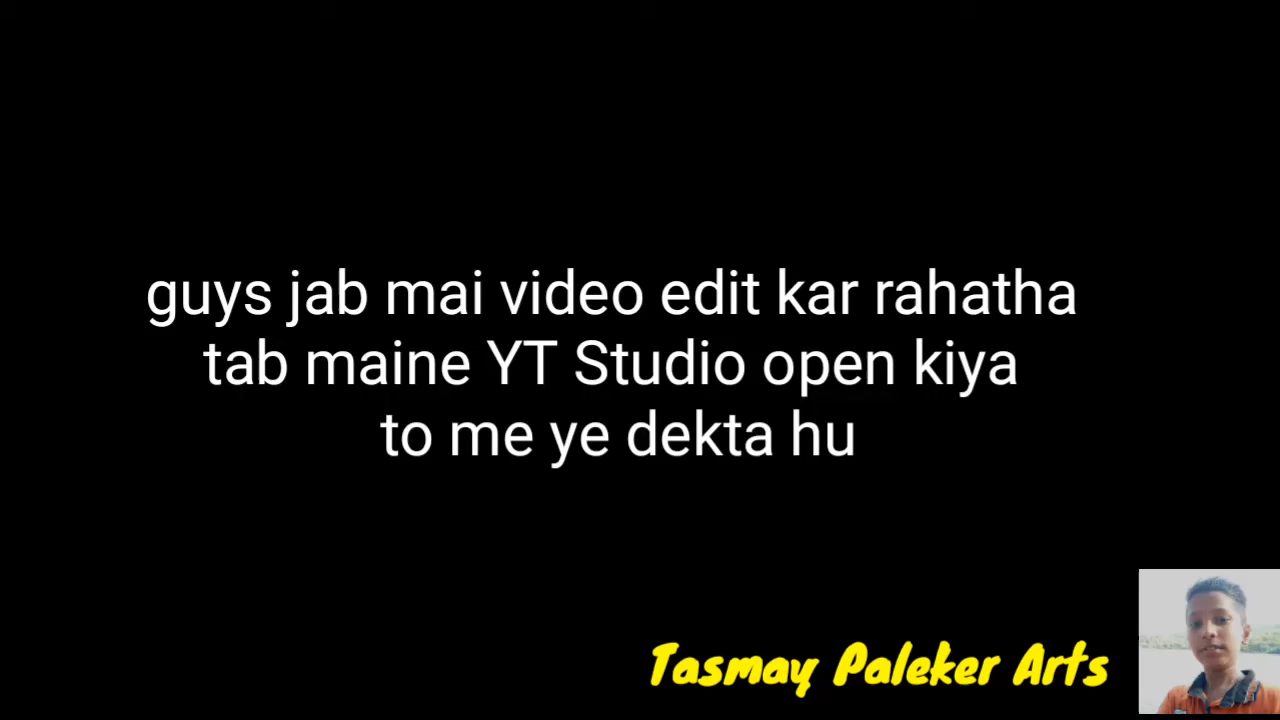 guys jab mai video edit kar rahatha
tab maine YT Studio open kiya
to me ye dekta hu
Tasmay Paleker Arts